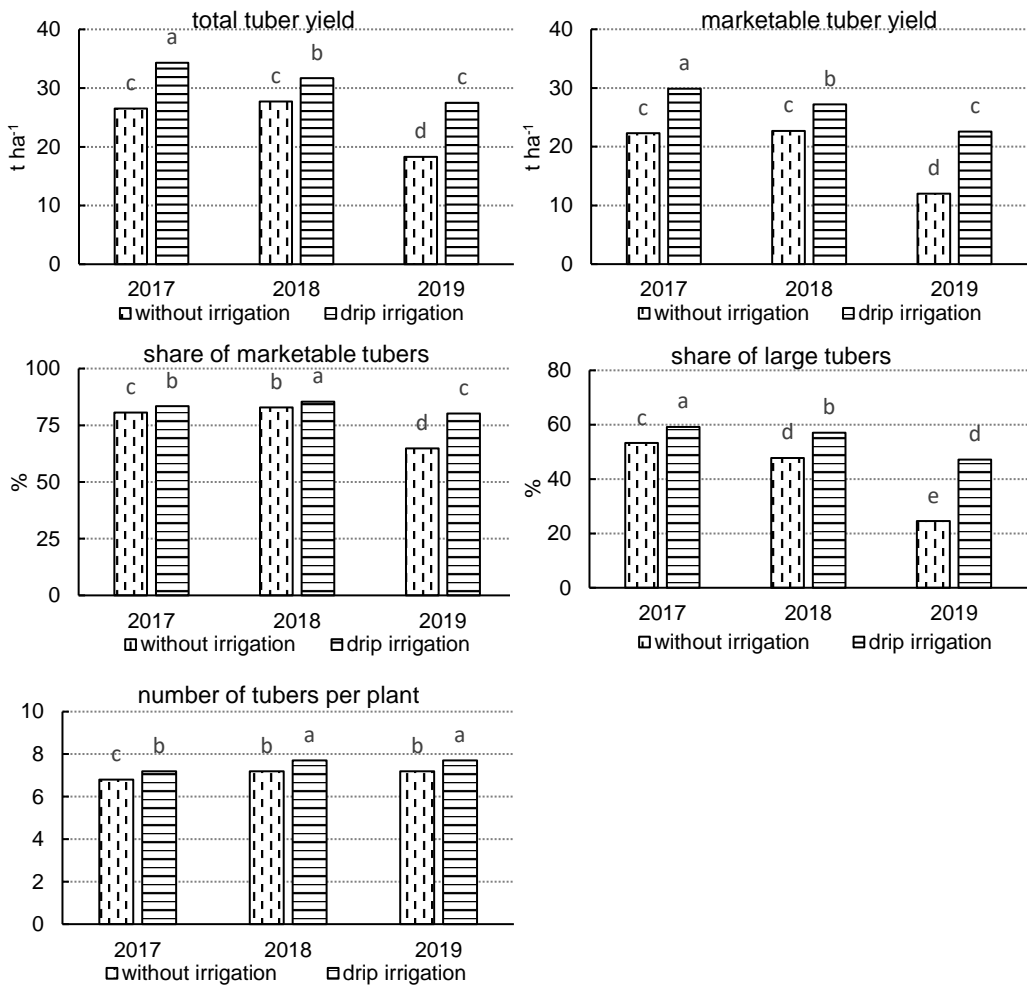 total tuber yield
40
30
20
10
0
t ha-1
c
a
c
b
d
c
2017
2018
2019
without irrigation
drip irrigation
marketable tuber yield
40
30
20
10
0
t ha-1
c
a
c
b
d
c
2017
2018
2019
without irrigation
drip irrigation
share of marketable tubers
100
75
50
25
0
%
c
b
b
a
d
c
2017
2018
2019
without irrigation
drip irrigation
share of large tubers
80
60
40
20
0
%
c
a
d
b
e
d
2017
2018
2019
without irrigation
drip irrigation
number of tubers per plant
10
8
6
4
2
0
c
b
b
a
b
a
2017
2018
2019
without irrigation
drip irrigation